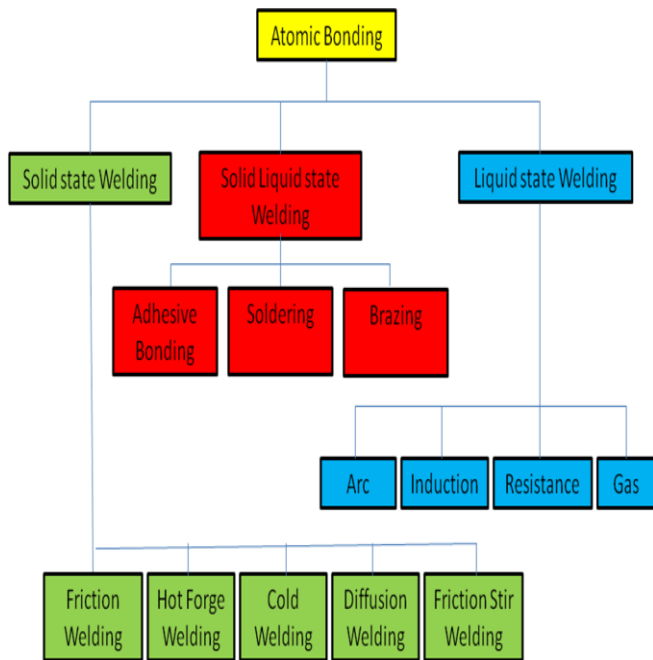 Atomic Bonding
Solid state Welding
Solid Liquid state
Welding
Liquid state Welding
Adhesive
Bonding
Soldering
Brazing
Arc
Induction
Resistance
Gas
Friction
Welding
Hot Forge
Welding
Cold
Welding
Diffusion
Welding
Friction Stir
Welding